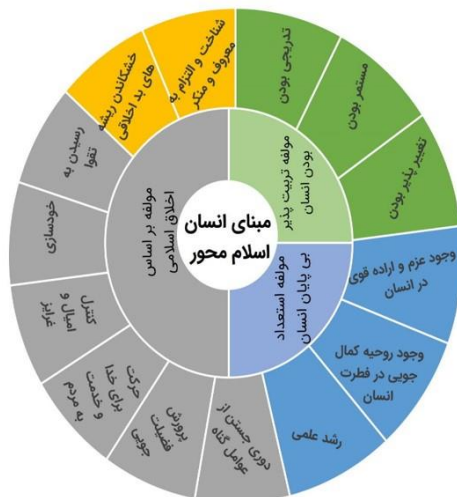 مبنای انسان
اسلام محور
مولفه تربیت پذیر
بودن انسان
تدریجی بودن
مستمر بودن
تغییر پذیر بودن
مولفه استعداد
بی پایان انسان
وجود عزم و اراده قوی
در انسان
وجود روحیه کمال
جویی در فطرت
انسان
رشد علمی
مولفه بر اساس
اخلاق اسلامی
دوری جستن از
عوامل گناه
پرورش
فضیلت
جویی
حرکت
برای خدا
و خدمت
به مردم
کنترل
امیال و
غرایز
خودسازی
رسیدن به
تقوا
خشکاندن ریشه
های بد اخلاقی
شناخت و التزام به
معروف و منکر